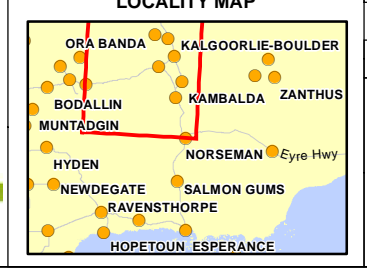 LOCALITY MAP
ORA BANDA
KALGOORLIE-BOULDER
KAMBALDA
ZANTHUS
BODALLIN
MUNTADGIN
NORSEMAN
Eyre Hwy
HYDEN
NEWDEGATE
SALMON GUMS
RAVENSTHORPE
HOPETOUN
ESPERANCE